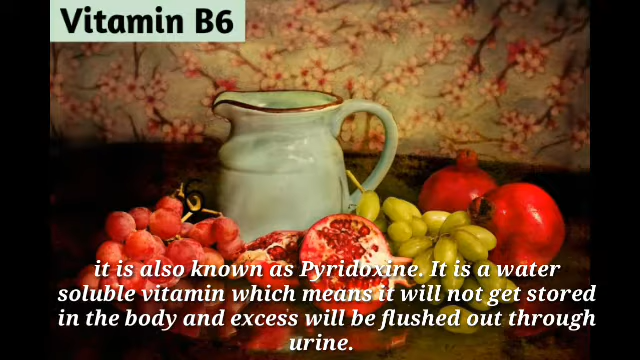 Vitamin B6
it is also known as Pyridoxine. It is a water
soluble vitamin which means it will not get stored
in the body and excess will be flushed out through
urine.